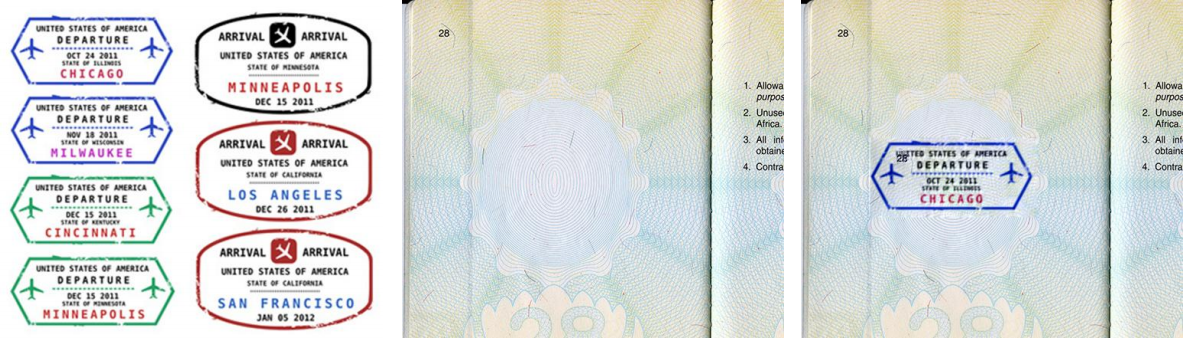 UNITED STATES OF AMERICA
DEPARTURE
OCT 24 2011
STATE OF ILLINOIS
CHICAGO
UNITED STATES OF AMERICA
DEPARTURE
NOV 18 2011
STATE OF WISCONSIN
MILWAUKEE
UNITED STATES OF AMERICA
DEPARTURE
DEC 15 2011
STATE OF KENTUCKY
CINCINNATI
UNITED STATES OF AMERICA
DEPARTURE
DEC 15 2011
STATE OF MINNESOTA
MINNEAPOLIS
ARRIVAL ARRIVAL
UNITED STATES OF AMERICA
STATE OF MINNESOTA
MINNEAPOLIS
DEC 15 2011
ARRIVAL ARRIVAL
UNITED STATES OF AMERICA
STATE OF CALIFORNIA
LOS ANGELES
DEC 26 2011
ARRIVAL ARRIVAL
UNITED STATES OF AMERICA
STATE OF CALIFORNIA
SAN FRANCISCO
JAN 05 2012
28
28
1. Allowa
purpos
2. Unuse
Africa.
3. All inf
obtaine
4. Contra
28
28
UNITED STATES OF AMERICA
DEPARTURE
OCT 24 2011
STATE OF ILLINOIS
CHICAGO
1. Allowa
purpos
2. Unuse
Africa.
3. All inf
obtaine
4. Contra